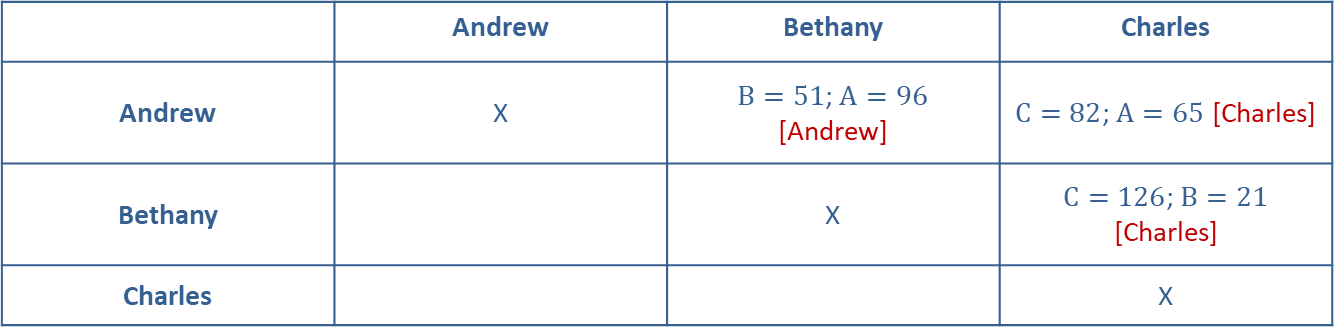 Andrew Bethany Charles
Andrew X B = 51; A = 96 [Andrew] C = 82; A = 65 [Charles]
Bethany X C = 126; B = 21 [Charles]
Charles X